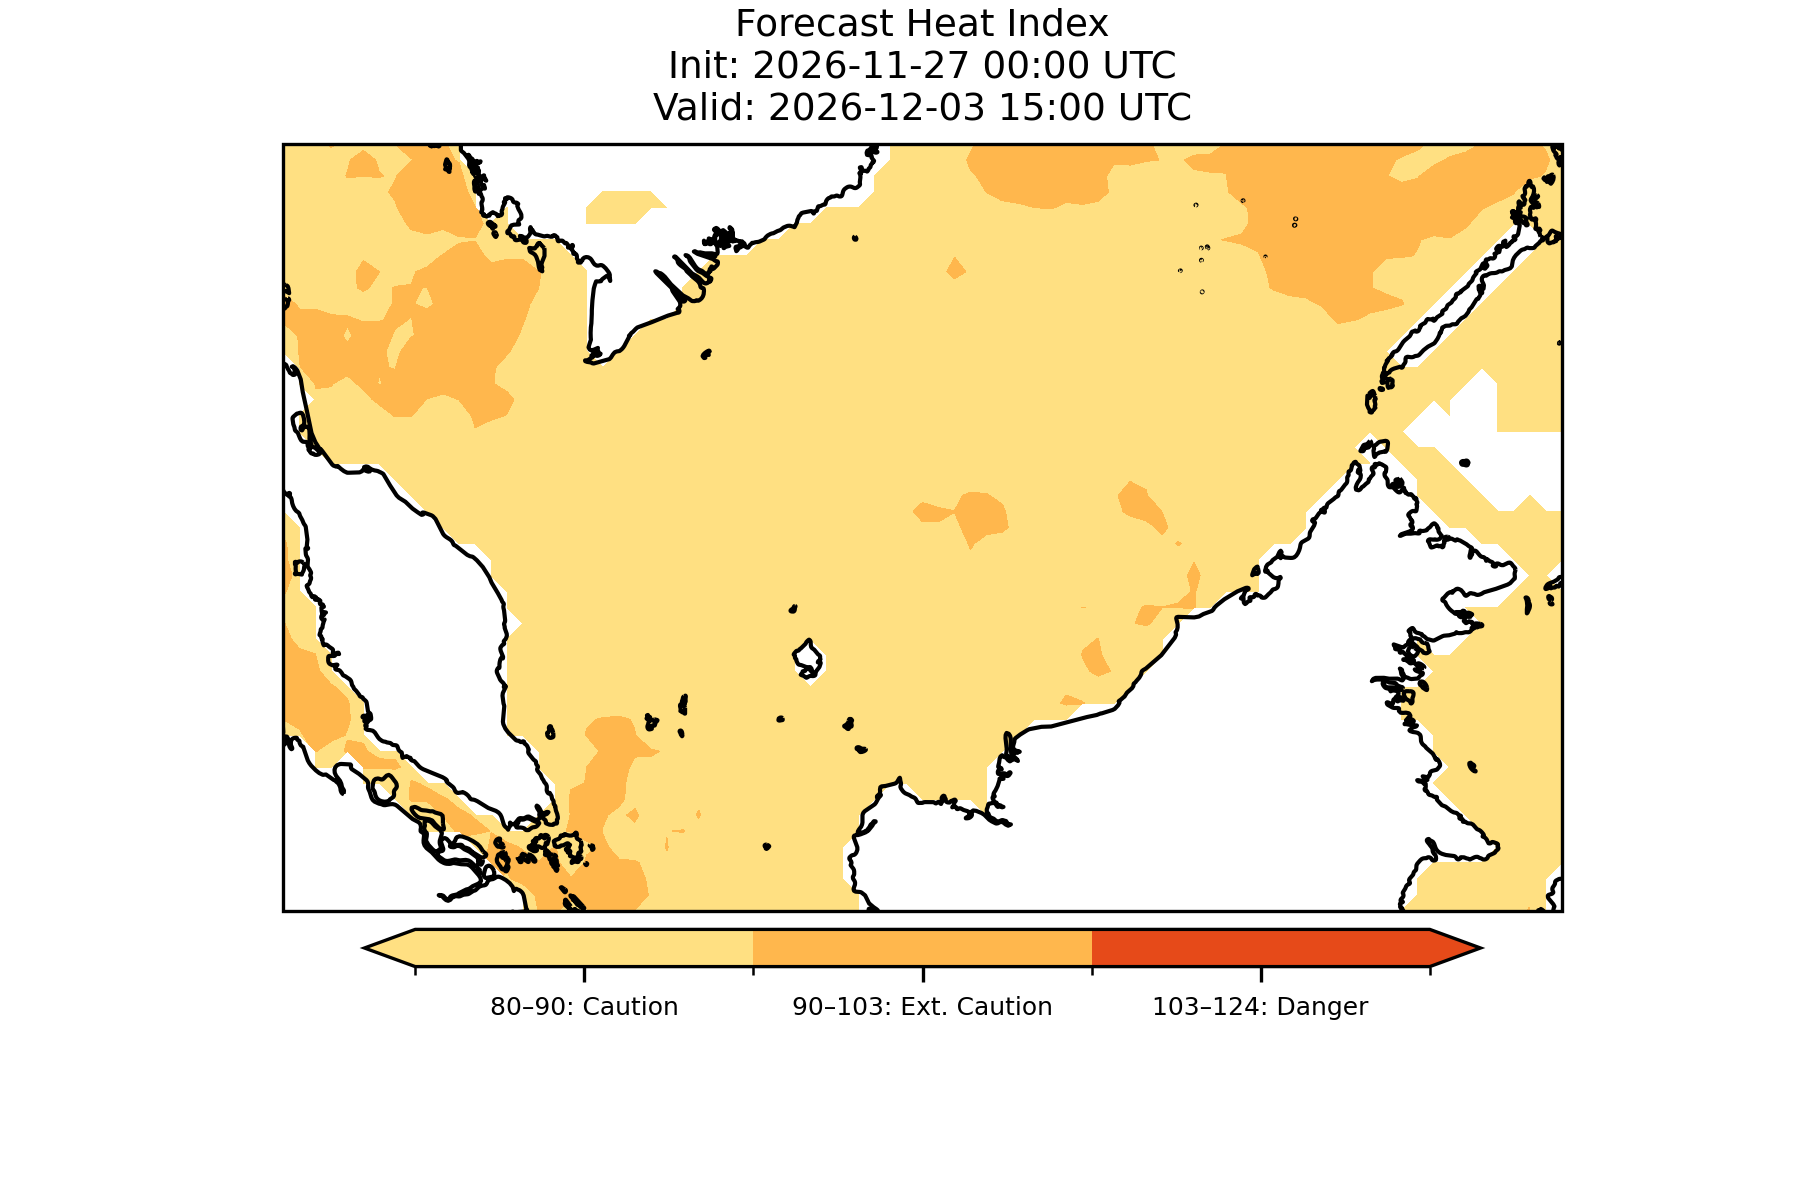 Forecast Heat Index
Init: 2026-11-27 00:00 UTC
Valid: 2026-12-03 15:00 UTC
80–90: Caution
90–103: Ext. Caution
103–124: Danger